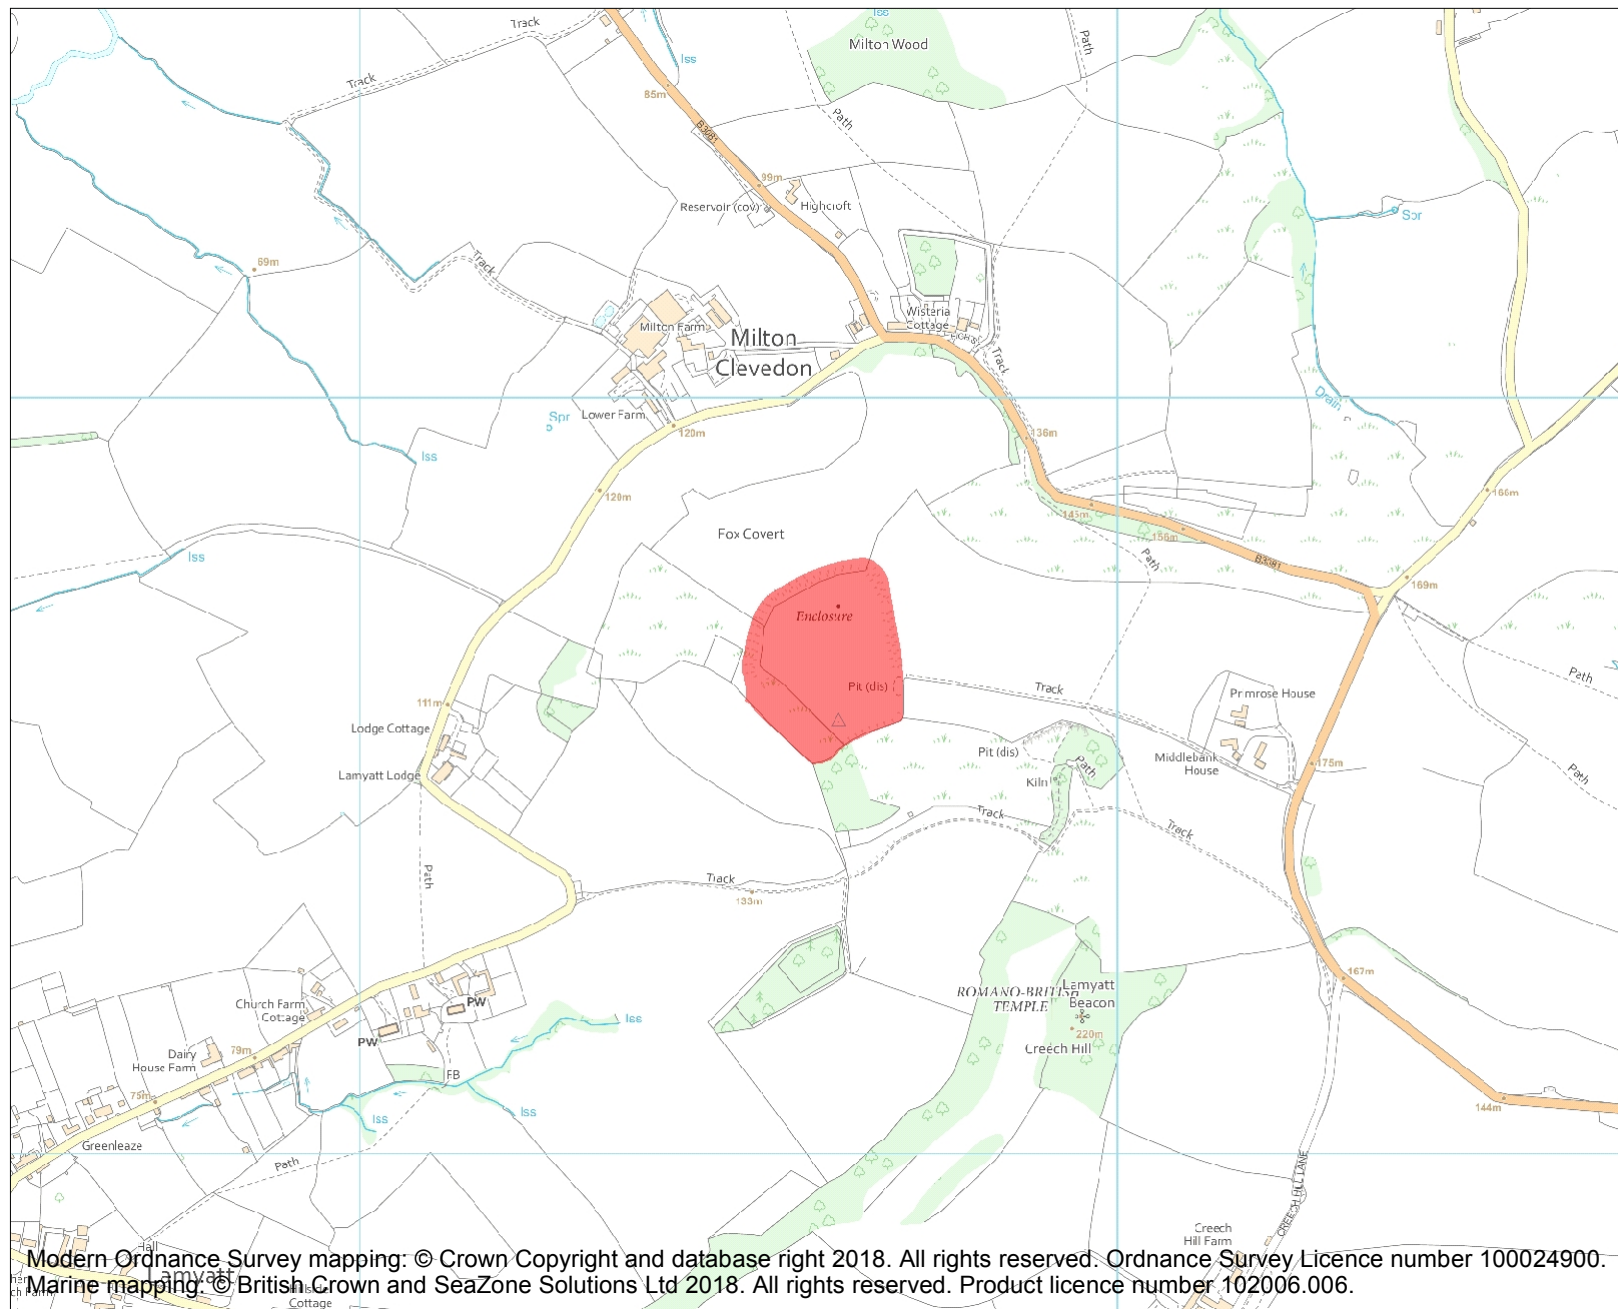 Track
Iss
Milton Wood
Path
Iss
Track
85m
B3081
Path
99m
Reservoir (cov)
Highcroft
Spr
69m
Track
Wisteria
Cottage
Milton Farm
Milton
Clevedon
Track
Drain
Lower Farm
Spr
120m
136m
Iss
120m
166m
145m
156m
Fox Covert
Iss
Path
B3081
169m
Enclosure
Path
Pit (dis)
Track
Primrose House
111m
Lodge Cottage
Pit (dis)
Middlebank
House
175m
Lamyatt Lodge
Path
Kiln
Path
Track
Track
Path
Track
133m
167m
ROMANO-BRITISH
TEMPLE
Lamyatt
Beacon
220m
Creech Hill
Church Farm
Cottage
PW
Iss
PW
79m
Dairy
House Farm
FB
75m
Iss
Iss
144m
Greenleaze
Path
CREECH HILL LANE
Creech
Hill Farm
Hall
Modern Ordnance Survey mapping: © Crown Copyright and database right 2018. All rights reserved. Ordnance Survey Licence number 100024900.
Lamyatt
Marine mapping: © British Crown and SeaZone Solutions Ltd 2018. All rights reserved. Product licence number 102006.006.
Hillside
Cottage